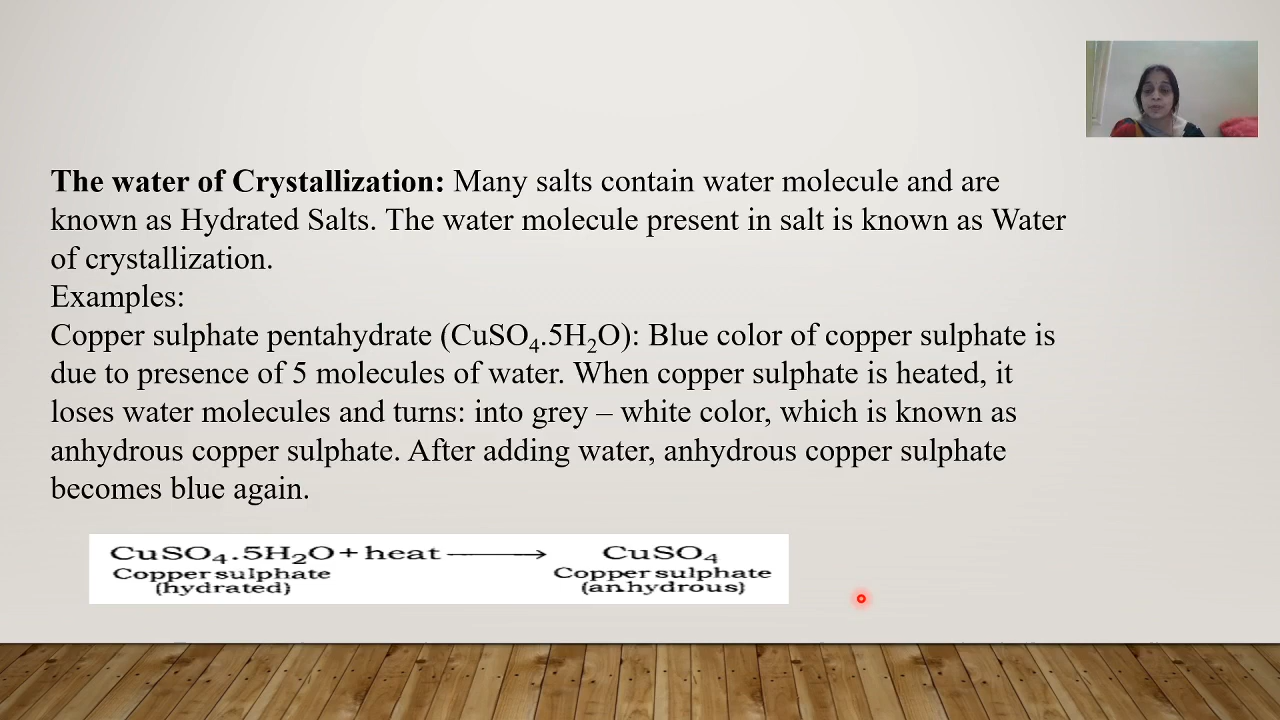 The water of Crystallization: Many salts contain water molecule and are
known as Hydrated Salts. The water molecule present in salt is known as Water
of crystallization.
Examples:
Copper sulphate pentahydrate (CuSO₄.5H₂O): Blue color of copper sulphate is
due to presence of 5 molecules of water. When copper sulphate is heated, it
loses water molecules and turns: into grey – white color, which is known as
anhydrous copper sulphate. After adding water, anhydrous copper sulphate
becomes blue again.
CuSO₄.5H₂O + heat ⟶ CuSO₄
Copper sulphate Copper sulphate
(hydrated) (anhydrous)